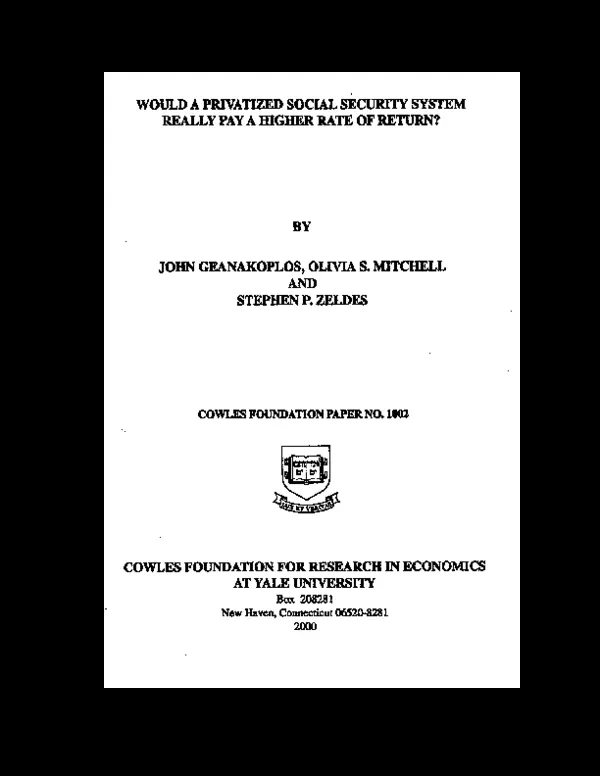 WOULD A PRIVATIZED SOCIAL SECURITY SYSTEM
REALLY PAY A HIGHER RATE OF RETURN?
BY
JOHN GEANAKOPLOS, OLIVIA S. MITCHELL
AND
STEPHEN P. ZELDES
COWLES FOUNDATION PAPER NO. 1002
COWLES FOUNDATION FOR RESEARCH IN ECONOMICS
AT YALE UNIVERSITY
Box 208281
New Haven, Connecticut 06520-8281
2000